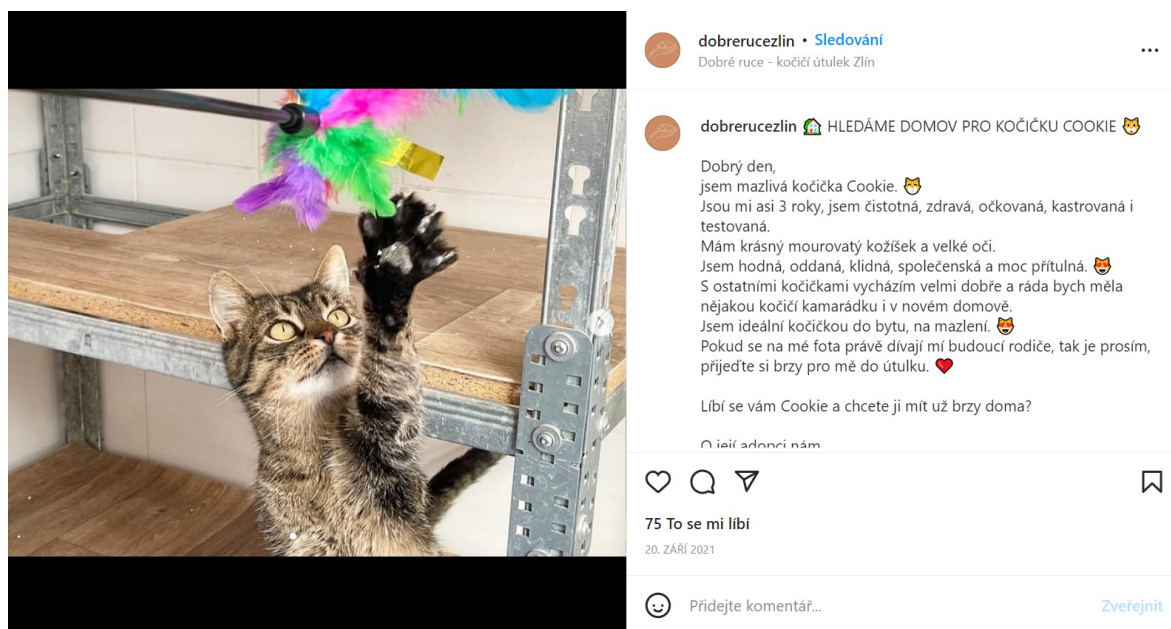 dobrerucezlin • Sledování
Dobré ruce - kočičí útulek Zlín
dobrerucezlin 🏠 HLEDÁME DOMOV PRO KOČIČKU COOKIE 🐱
Dobrý den,
jsem mazlivá kočička Cookie. 😺
Jsou mi asi 3 roky, jsem čistotná, zdravá, očkovaná, kastrovaná i
testovaná.
Mám krásný mourovatý kožíšek a velké oči.
Jsem hodná, oddaná, klidná, společenská a moc přítulná. 😻
S ostatními kočičkami vycházím velmi dobře a ráda bych měla
nějakou kočičí kamarádku i v novém domově.
Jsem ideální kočičkou do bytu, na mazlení. 😻
Pokud se na mé fota právě dívají mí budoucí rodiče, tak je prosím,
přijeďte si brzy pro mě do útulku. ❤️
Líbí se vám Cookie a chcete ji mít už brzy doma?
O její adopci nám
75 To se mi líbí
20. ZÁŘÍ 2021
Přidejte komentář...
Zveřejnit